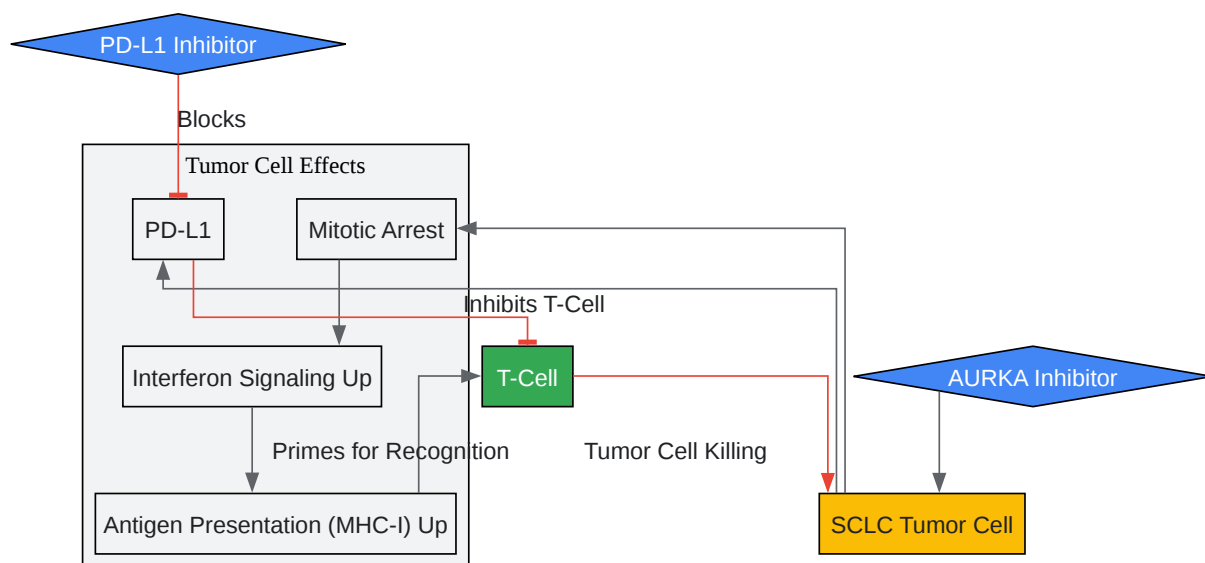 PD-L1 Inhibitor
Blocks
Tumor Cell Effects
PD-L1
Mitotic Arrest
Inhibits T-Cell
Interferon Signaling Up
T-Cell
AURKA Inhibitor
Primes for Recognition
Tumor Cell Killing
Antigen Presentation (MHC-I) Up
SCLC Tumor Cell